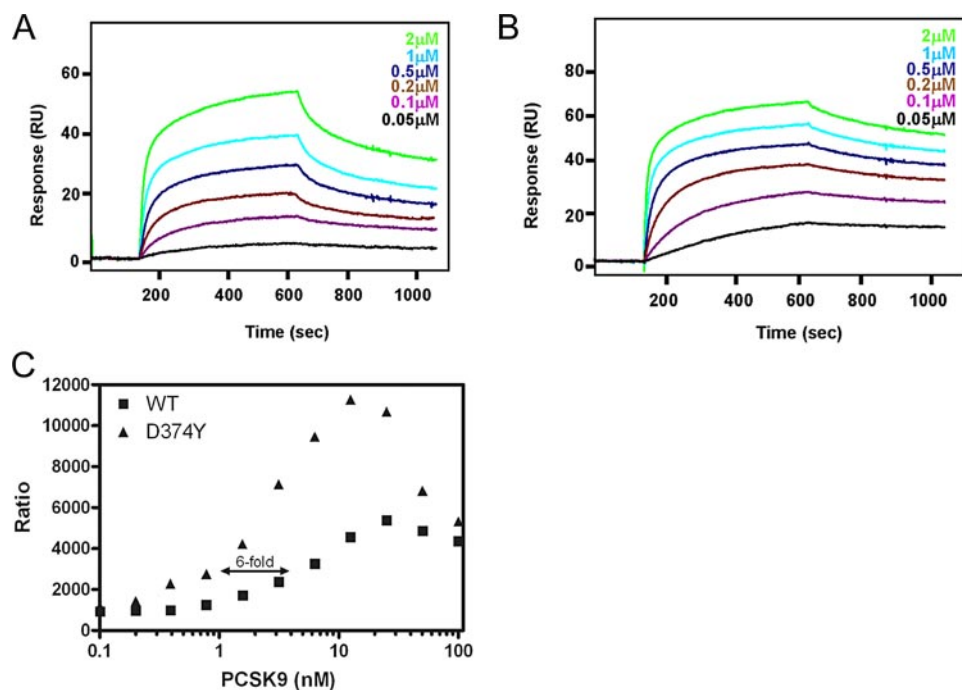 A
2µM
1µM
0.5µM
0.2µM
0.1µM
0.05µM
60
40
20
0
Response (RU)
200
400
600
800
1000
Time (sec)
B
2µM
1µM
0.5µM
0.2µM
0.1µM
0.05µM
80
60
40
20
0
Response (RU)
200
400
600
800
1000
Time (sec)
C
12000
10000
8000
6000
4000
2000
0
Ratio
WT
D374Y
6-fold
0.1
1
10
100
PCSK9 (nM)